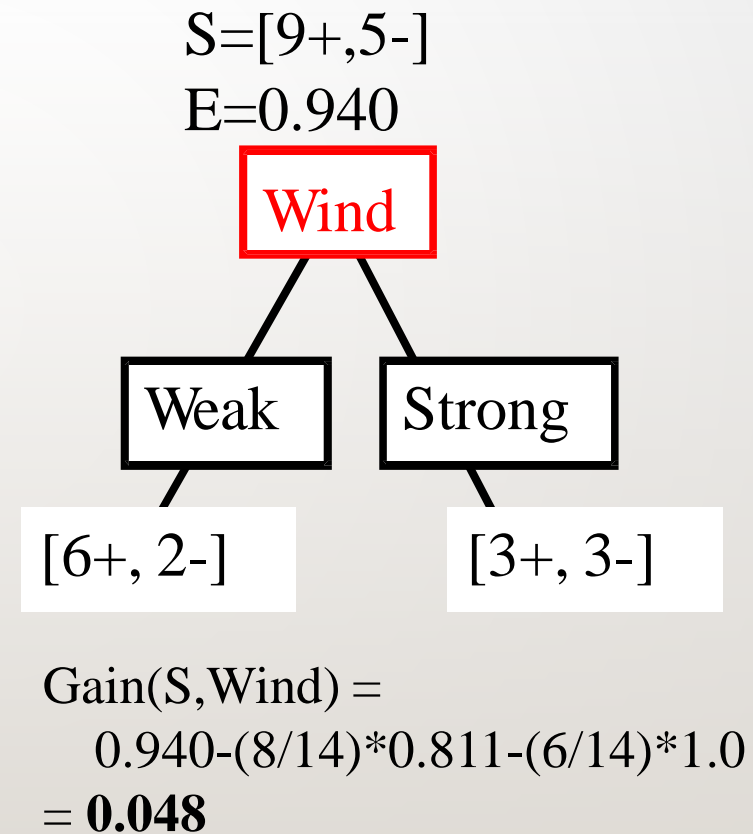 S=[9+,5-]
E=0.940
Wind
Weak
Strong
[6+, 2-]
[3+, 3-]
Gain(S,Wind) =
0.940-(8/14)*0.811-(6/14)*1.0
= 0.048